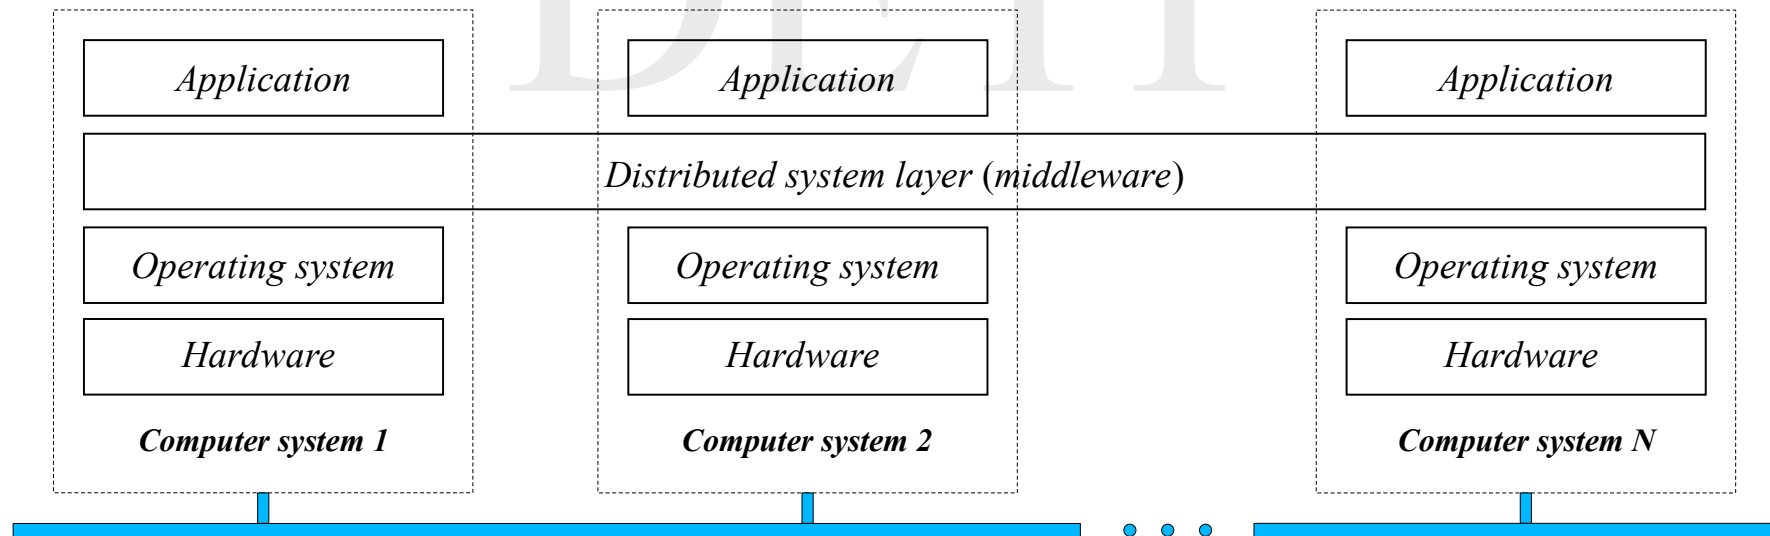 DETI
Application Application Application
Distributed system layer (middleware)
Operating system Operating system Operating system
Hardware Hardware Hardware
Computer system 1 Computer system 2 Computer system N